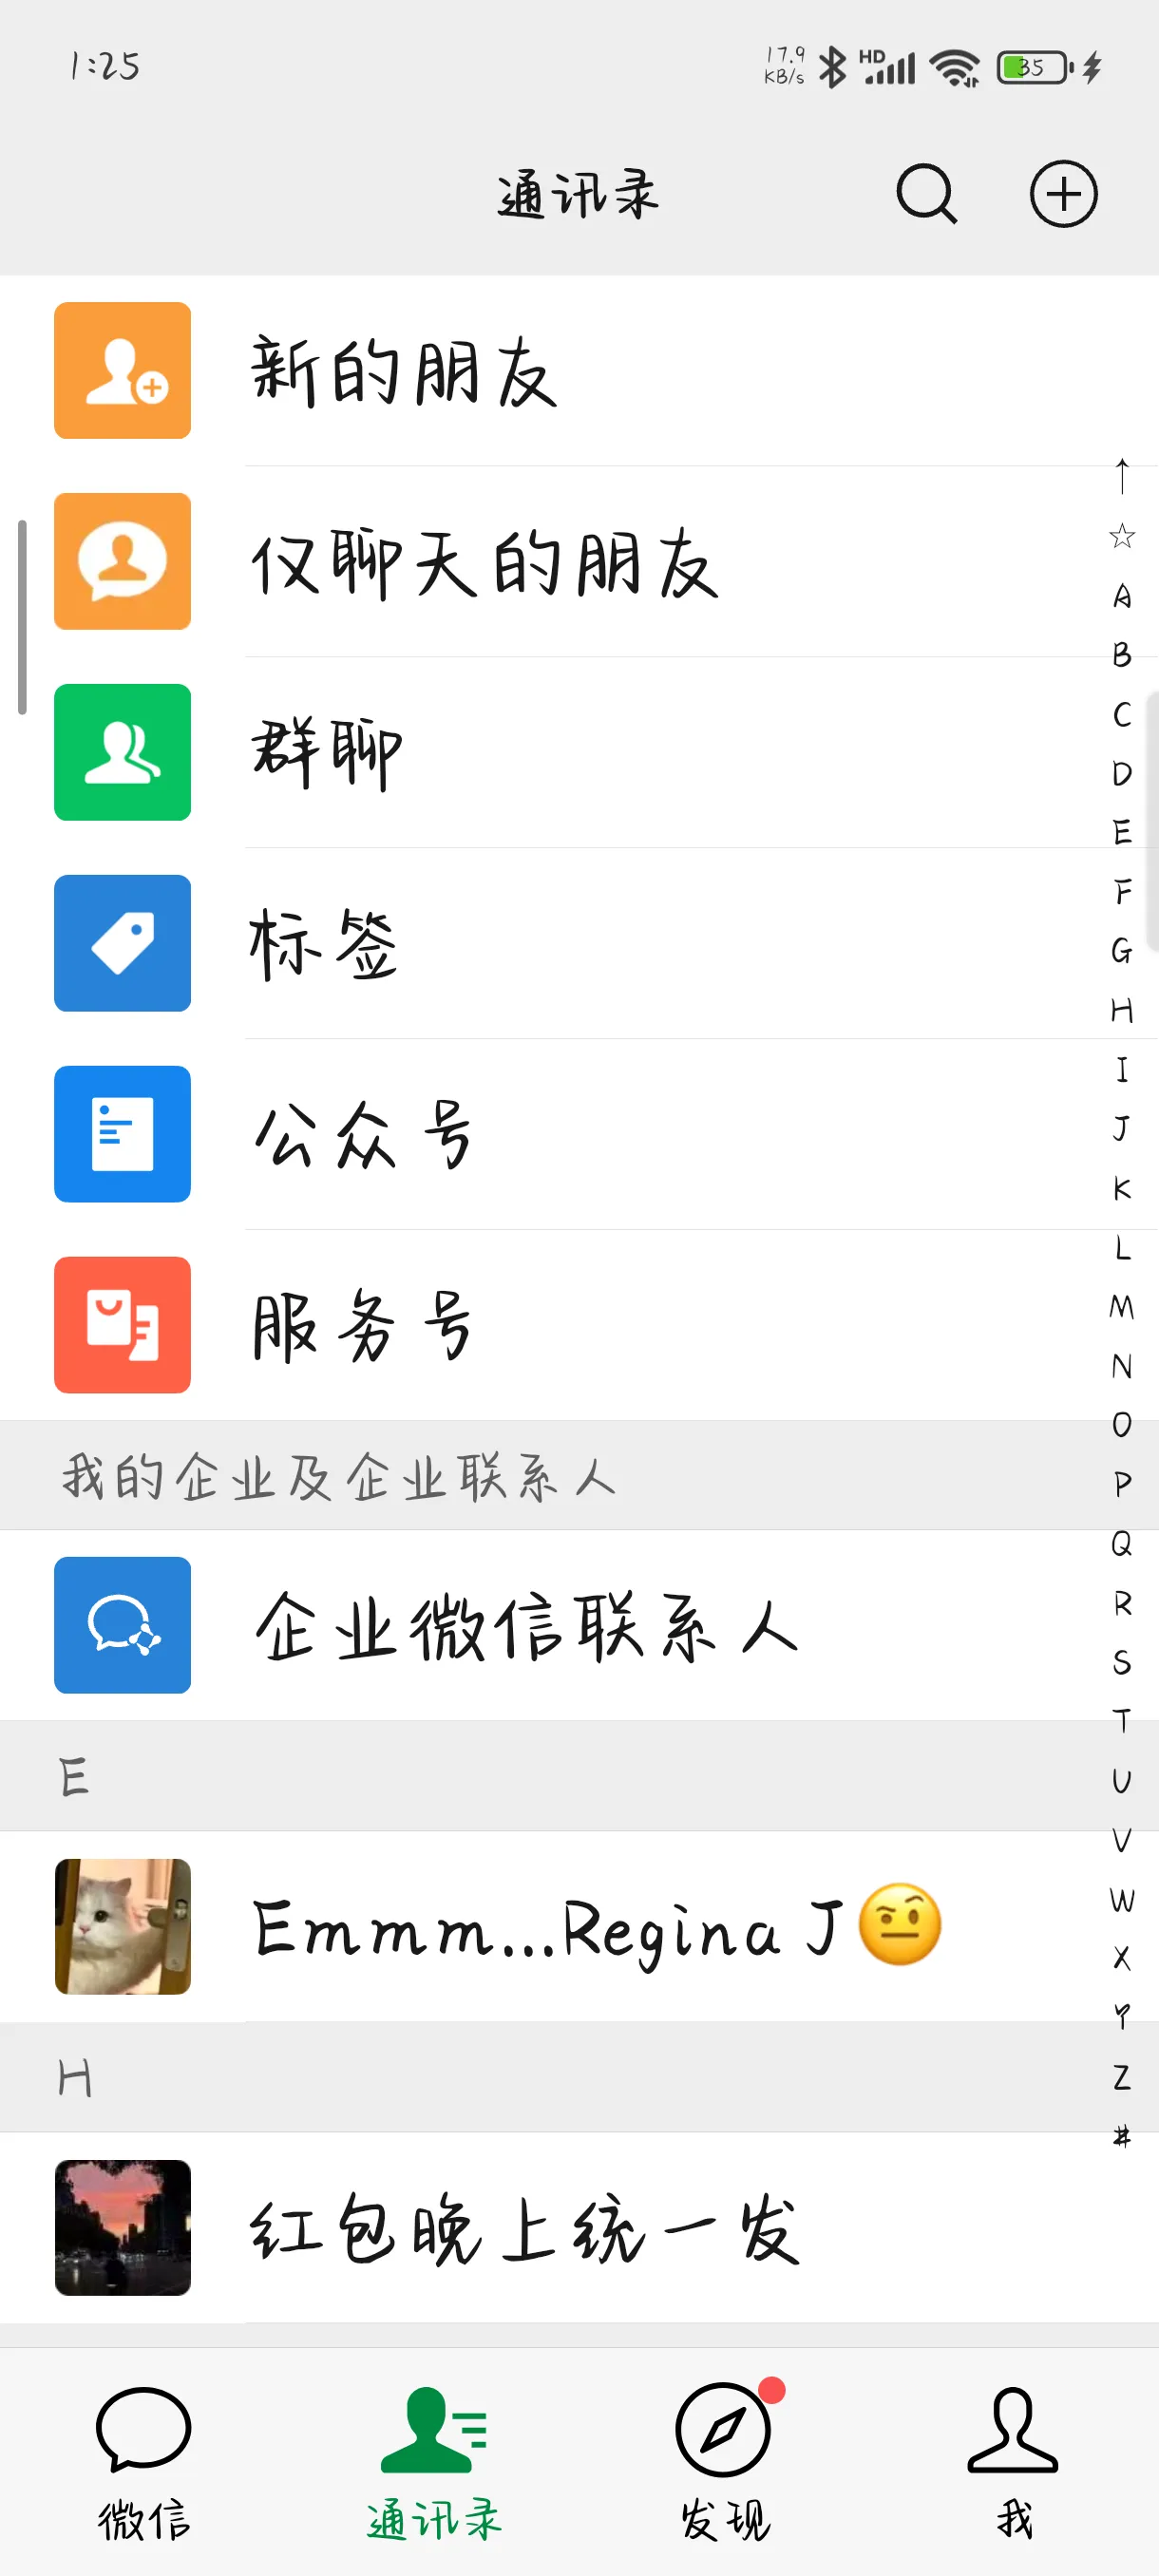 1:25
17.9
KB/s
HD
35
通讯录
新的朋友
仅聊天的朋友
群聊
标签
公众号
服务号
我的企业及企业联系人
企业微信联系人
E
Emmm...Regina J🤨
H
红包晚上统一发
↑
☆
A
B
C
D
E
F
G
H
I
J
K
L
M
N
O
P
Q
R
S
T
U
V
W
X
Y
Z
#
微信
通讯录
发现
我